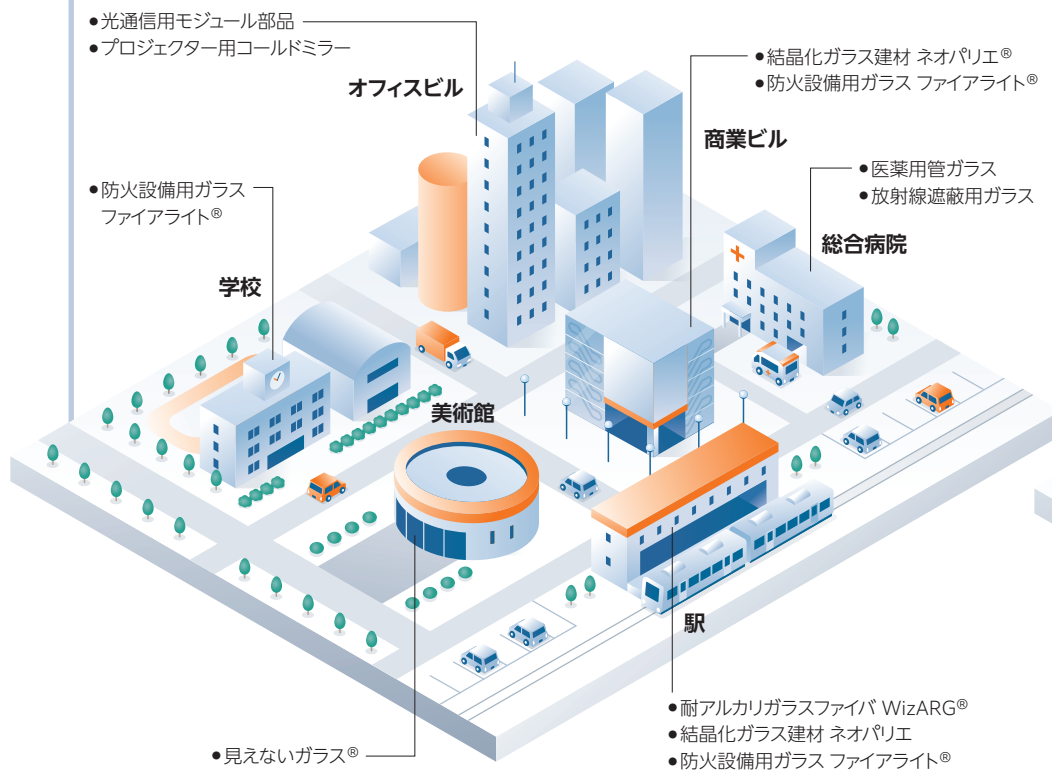 ●光通信用モジュール部品
●プロジェクター用コールドミラー
オフィスビル
●結晶化ガラス建材 ネオパリエ®
●防火設備用ガラス ファイアライト®
商業ビル
●医薬用管ガラス
●放射線遮蔽用ガラス
総合病院
●防火設備用ガラス
ファイアライト®
学校
美術館
駅
●見えないガラス®
●耐アルカリガラスファイバ WizARG®
●結晶化ガラス建材 ネオパリエ
●防火設備用ガラス ファイアライト®